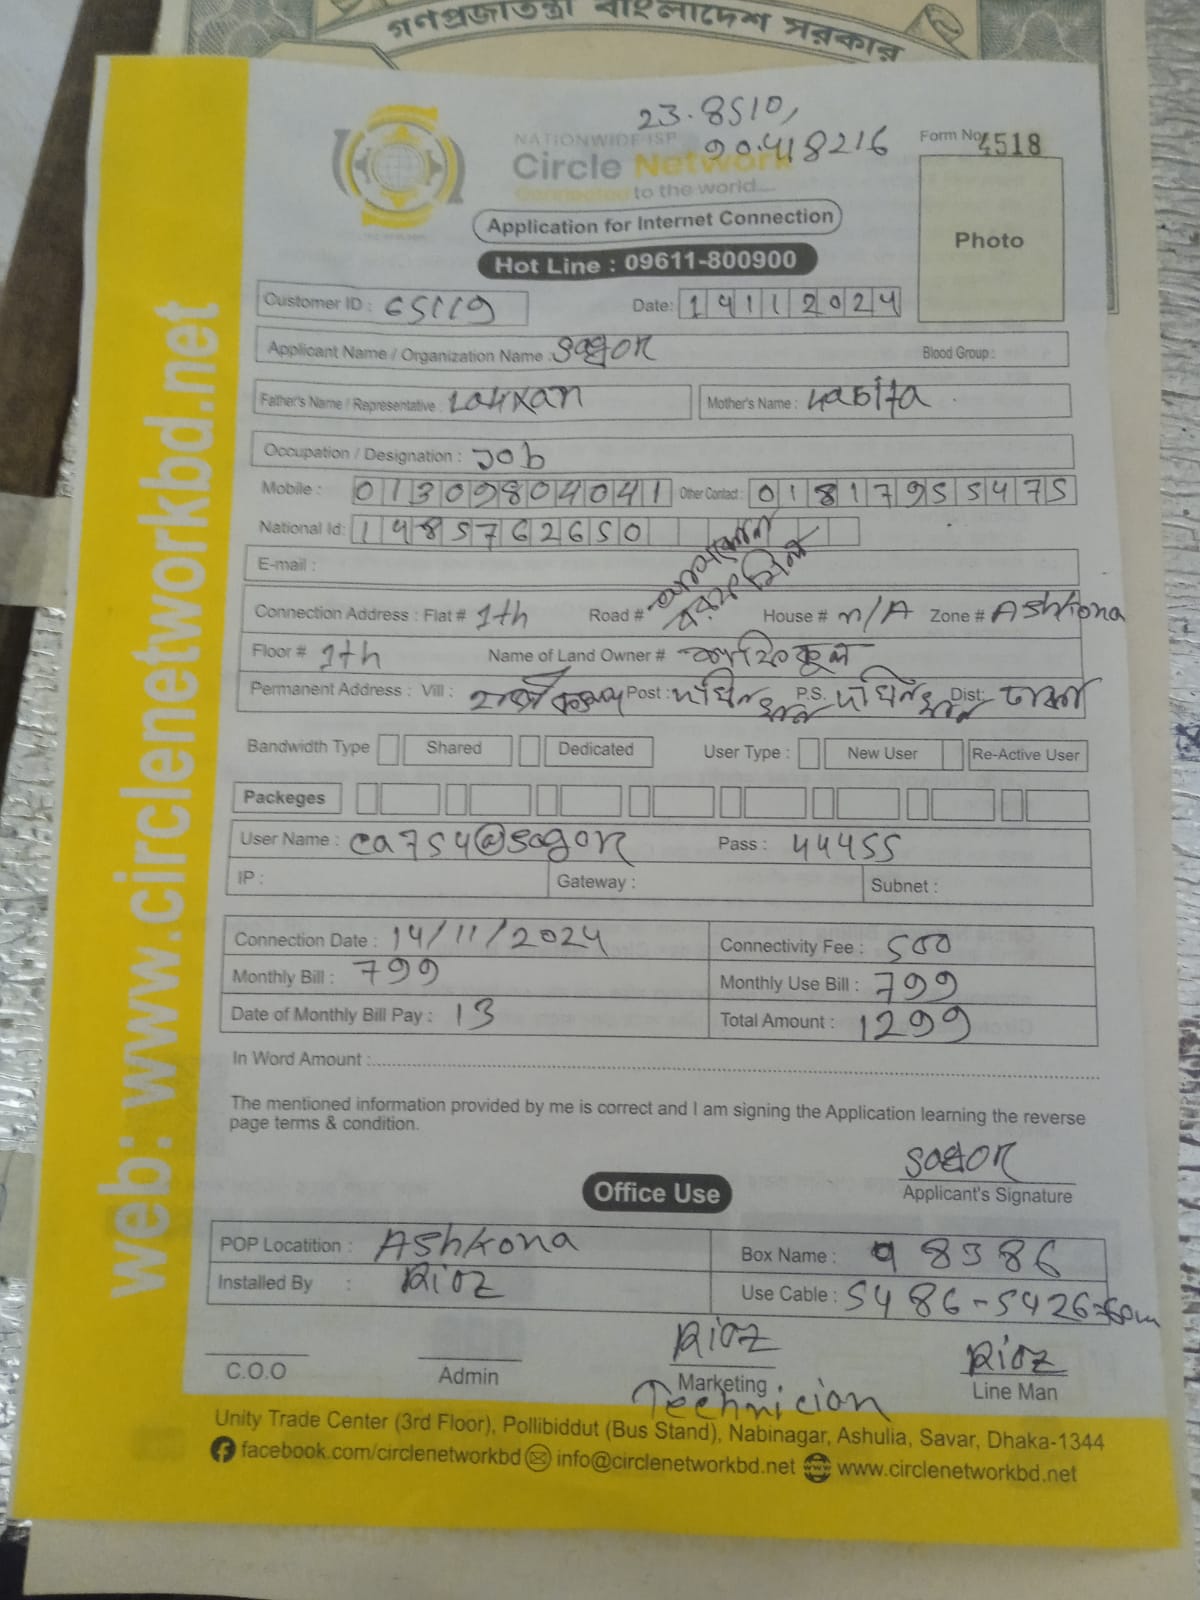 গণপ্রজাতন্ত্রী বাংলাদেশ সরকার
23.8510,
90.418216
NATIONWIDE ISP
Circle Network
Connected to the world....
Form No. 4518
Photo
Application for Internet Connection
Hot Line : 09611-800900
Customer ID : 65119 Date: 14112024
Applicant Name / Organization Name : Sagor Blood Group :
Father's Name / Representative : Mother's Name :
Occupation / Designation : Job
Mobile : 01309804041 Other Contact : 01817955475
National Id: 1485762650
E-mail :
Connection Address : Flat # 1th Road # House # n/A Zone # Ashkona
Floor # 1th Name of Land Owner #
Permanent Address : Vill : Post : P.S. Dist: ঢাকা
Bandwidth Type Shared Dedicated User Type : New User Re-Active User
Packeges
User Name : ca754@sagor Pass : 44455
IP : Gateway : Subnet :
Connection Date : 14/11/2024 Connectivity Fee : 500
Monthly Bill : 799 Monthly Use Bill : 799
Date of Monthly Bill Pay : 13 Total Amount : 1299
In Word Amount :
The mentioned information provided by me is correct and I am signing the Application learning the reverse
page terms & condition.
Sagor
Applicant's Signature
Office Use
POP Locatition : Ashkona Box Name : 98386
Installed By : Rioz Use Cable : 5486-5426=60m
Rioz Rioz
C.O.O Admin Marketing Line Man
Technician
Unity Trade Center (3rd Floor), Pollibiddut (Bus Stand), Nabinagar, Ashulia, Savar, Dhaka-1344
facebook.com/circlenetworkbd info@circlenetworkbd.net www.circlenetworkbd.net
web: www.circlenetworkbd.net